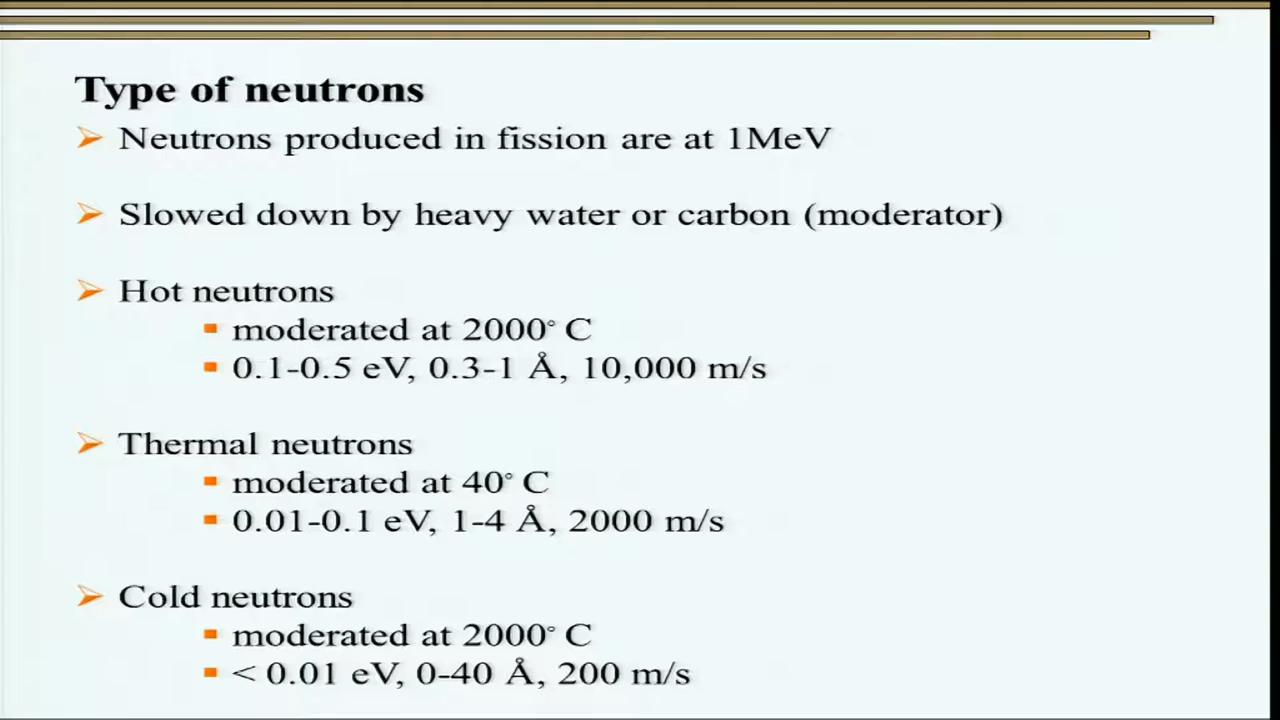 Type of neutrons
Neutrons produced in fission are at 1MeV
Slowed down by heavy water or carbon (moderator)
Hot neutrons
moderated at 2000° C
0.1-0.5 eV, 0.3-1 Å, 10,000 m/s
Thermal neutrons
moderated at 40° C
0.01-0.1 eV, 1-4 Å, 2000 m/s
Cold neutrons
moderated at 2000° C
< 0.01 eV, 0-40 Å, 200 m/s